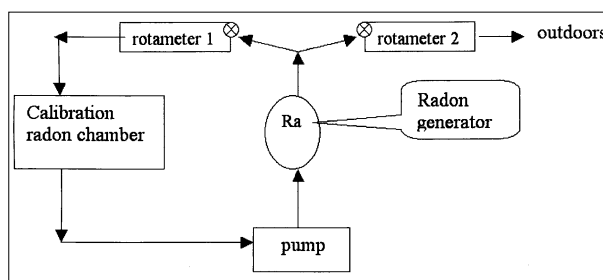 rotameter 1
rotameter 2
outdoors
Calibration
radon chamber
Ra
Radon
generator
pump